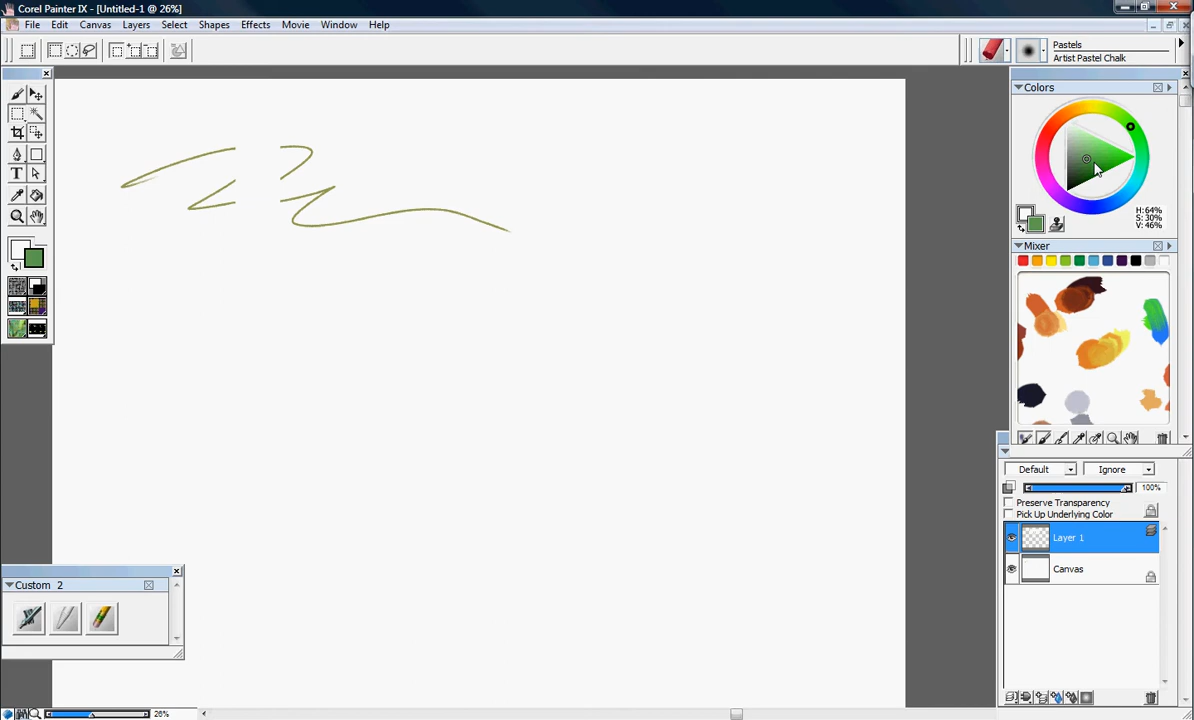 Corel Painter IX - [Untitled-1 @ 26%]
File Edit Canvas Layers Select Shapes Effects Movie Window Help
Pastels
Artist Pastel Chalk
Colors
H:64%
S:30%
V:46%
Mixer
Default Ignore
100%
Preserve Transparency
Pick Up Underlying Color
Layer 1
Canvas
Custom 2
T
26%